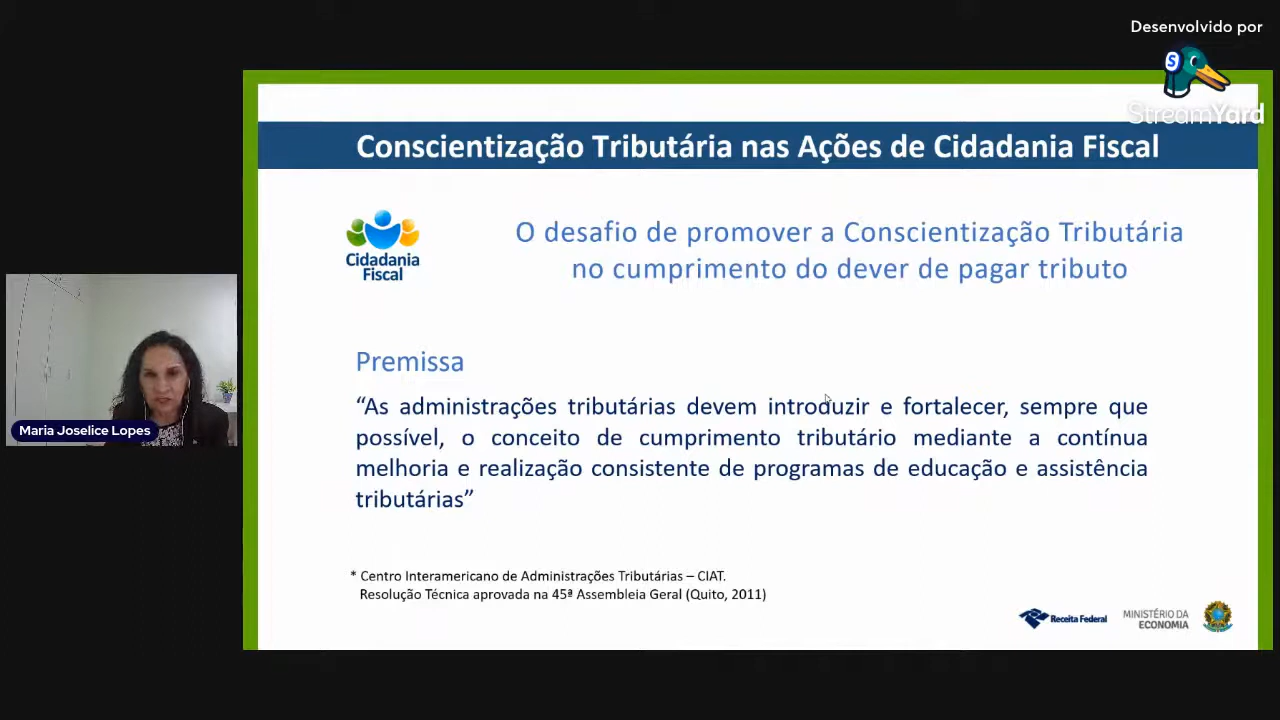 Desenvolvido por
S
StreamYard
Conscientização Tributária nas Ações de Cidadania Fiscal
Cidadania
Fiscal
O desafio de promover a Conscientização Tributária
no cumprimento do dever de pagar tributo
Premissa
“As administrações tributárias devem introduzir e fortalecer, sempre que
possível, o conceito de cumprimento tributário mediante a contínua
melhoria e realização consistente de programas de educação e assistência
tributárias”
* Centro Interamericano de Administrações Tributárias – CIAT.
Resolução Técnica aprovada na 45ª Assembleia Geral (Quito, 2011)
Receita Federal
MINISTÉRIO DA
ECONOMIA
Maria Joselice Lopes